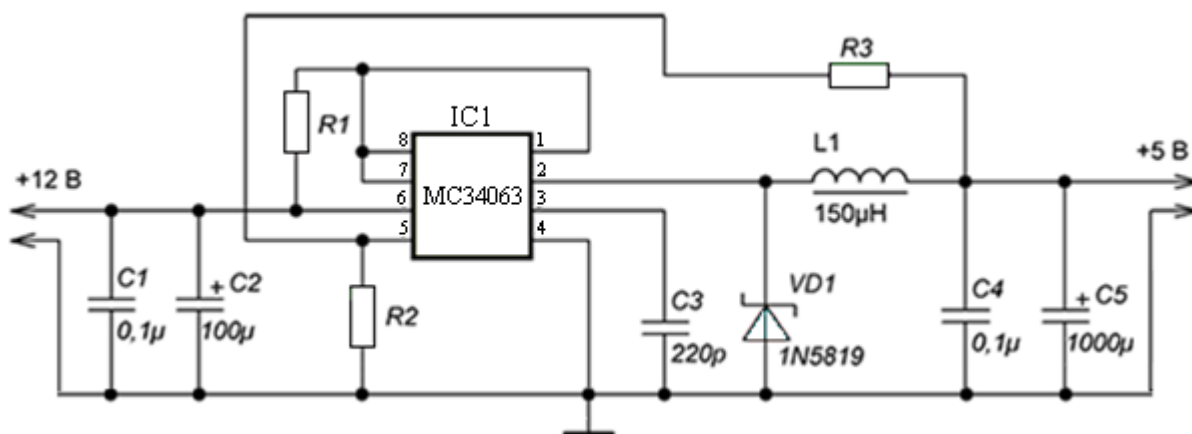 R3
IC1
R1
8
1
L1
+5 В
7
2
+12 В
MC34063
6
3
150µH
5
4
C1
+ C2
C3
VD1
C4
+ C5
R2
0,1µ
100µ
220p
1N5819
0,1µ
1000µ